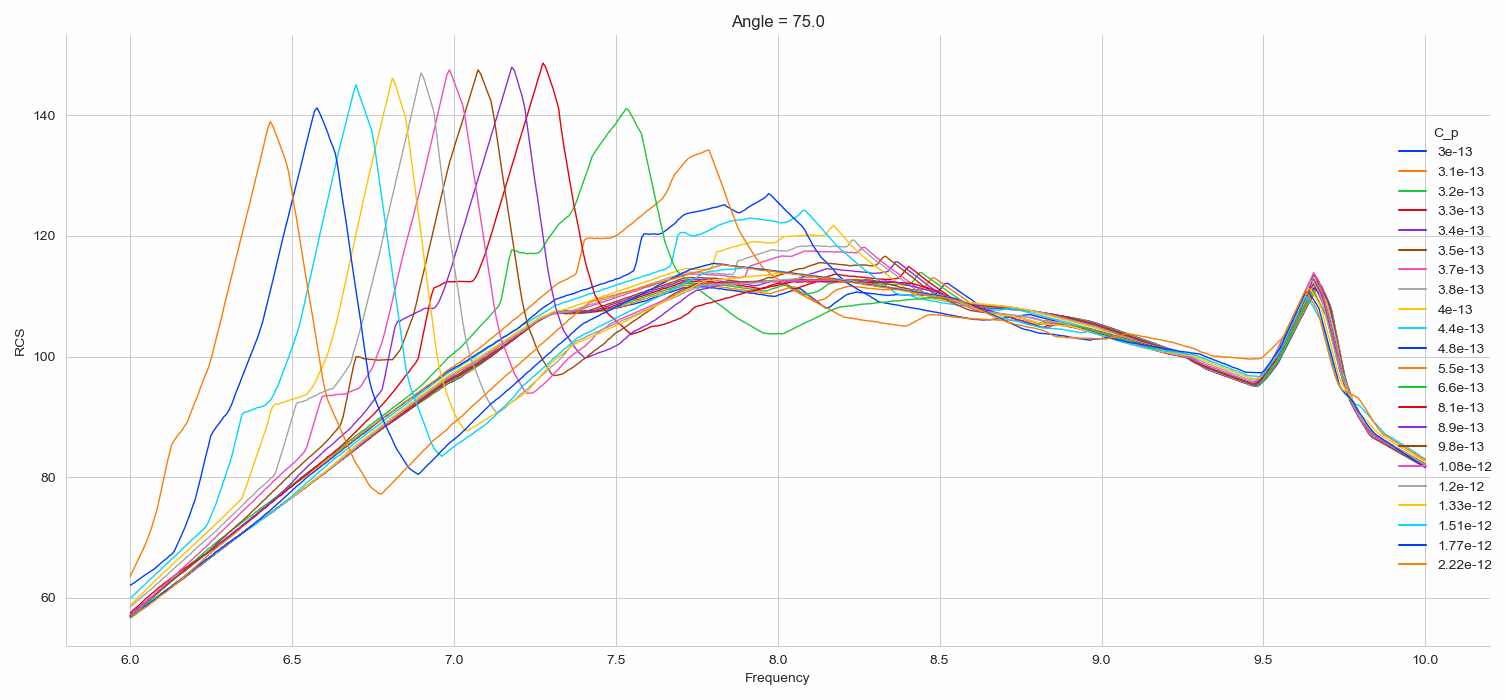 Angle = 75.0
RCS
140
120
100
80
60
6.0 6.5 7.0 7.5 8.0 8.5 9.0 9.5 10.0
Frequency
C_p
3e-13
3.1e-13
3.2e-13
3.3e-13
3.4e-13
3.5e-13
3.7e-13
3.8e-13
4e-13
4.4e-13
4.8e-13
5.5e-13
6.6e-13
8.1e-13
8.9e-13
9.8e-13
1.08e-12
1.2e-12
1.33e-12
1.51e-12
1.77e-12
2.22e-12